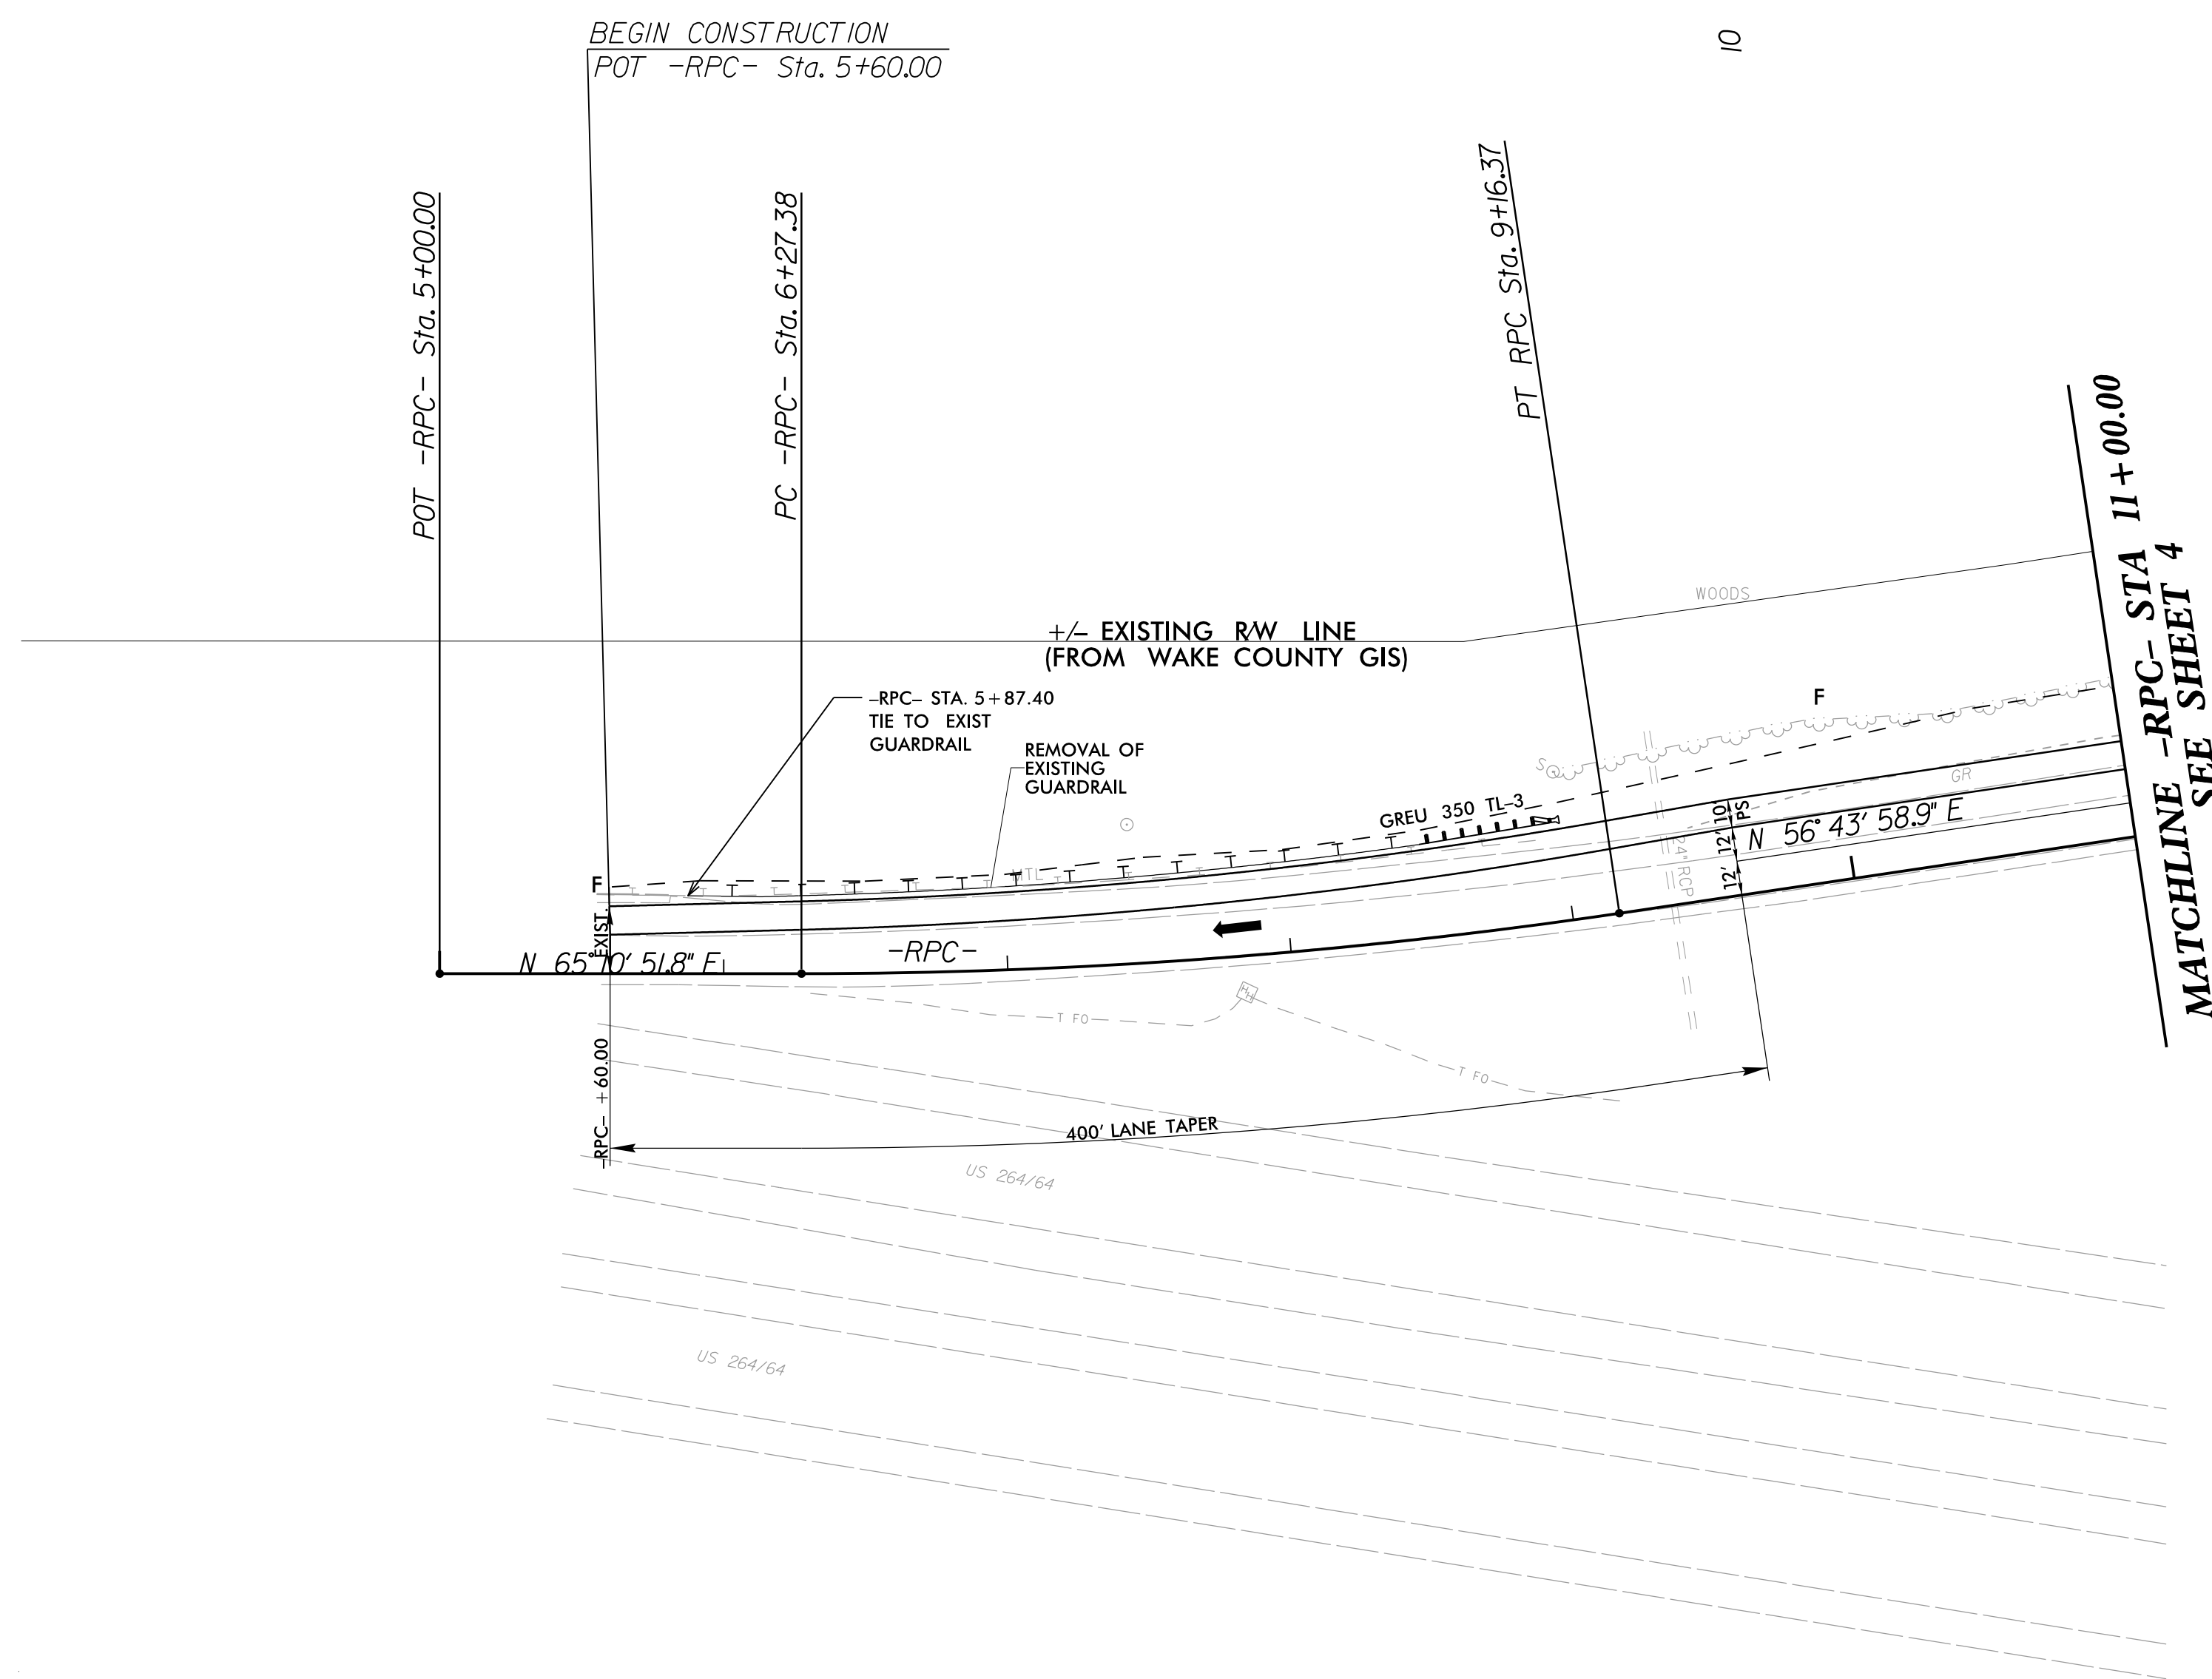 BEGIN CONSTRUCTION
POT -RPC- Sta. 5+60.00
10
POT -RPC- Sta. 5+00.00
PC -RPC- Sta. 6+27.38
PT RPC Sta. 9+16.37
WOODS
+/- EXISTING R/W LINE
(FROM WAKE COUNTY GIS)
-RPC- STA. 5+87.40
TIE TO EXIST
GUARDRAIL
REMOVAL OF
EXISTING
GUARDRAIL
F
S
GREU 350 TL-3
GR
MTL
F
EXIST.
N 65° 10' 51.8" E
-RPC-
12' 12' 10'
PS
N 56° 43' 58.9" E
24" RCP
MATCHLINE -RPC- STA 11+00.00
SEE SHEET 4
HH
T FO
T FO
-RPC- +60.00
400' LANE TAPER
US 264/64
US 264/64